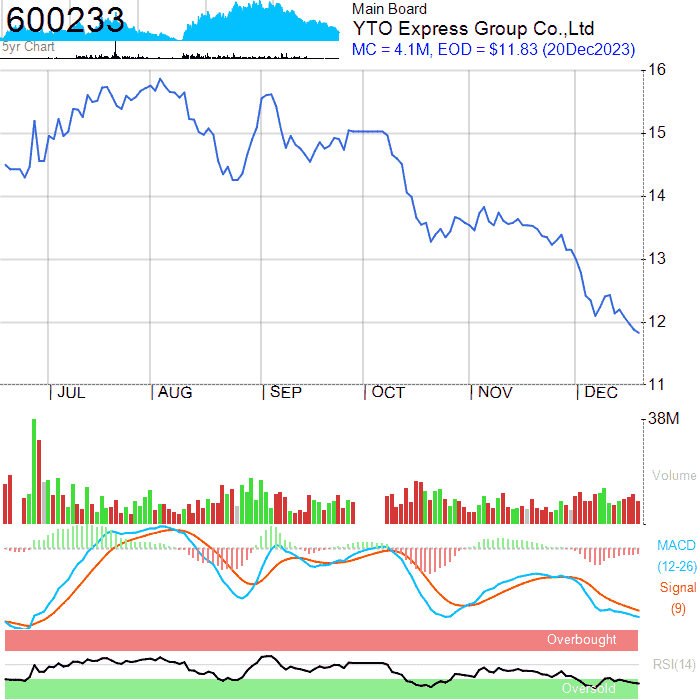 600233
5yr Chart
Main Board
YTO Express Group Co.,Ltd
MC = 4.1M, EOD = $11.83 (20Dec2023)
16
15
14
13
12
11
JUL AUG SEP OCT NOV DEC
38M
Volume
MACD
(12-26)
Signal
(9)
Overbought
RSI(14)
Oversold